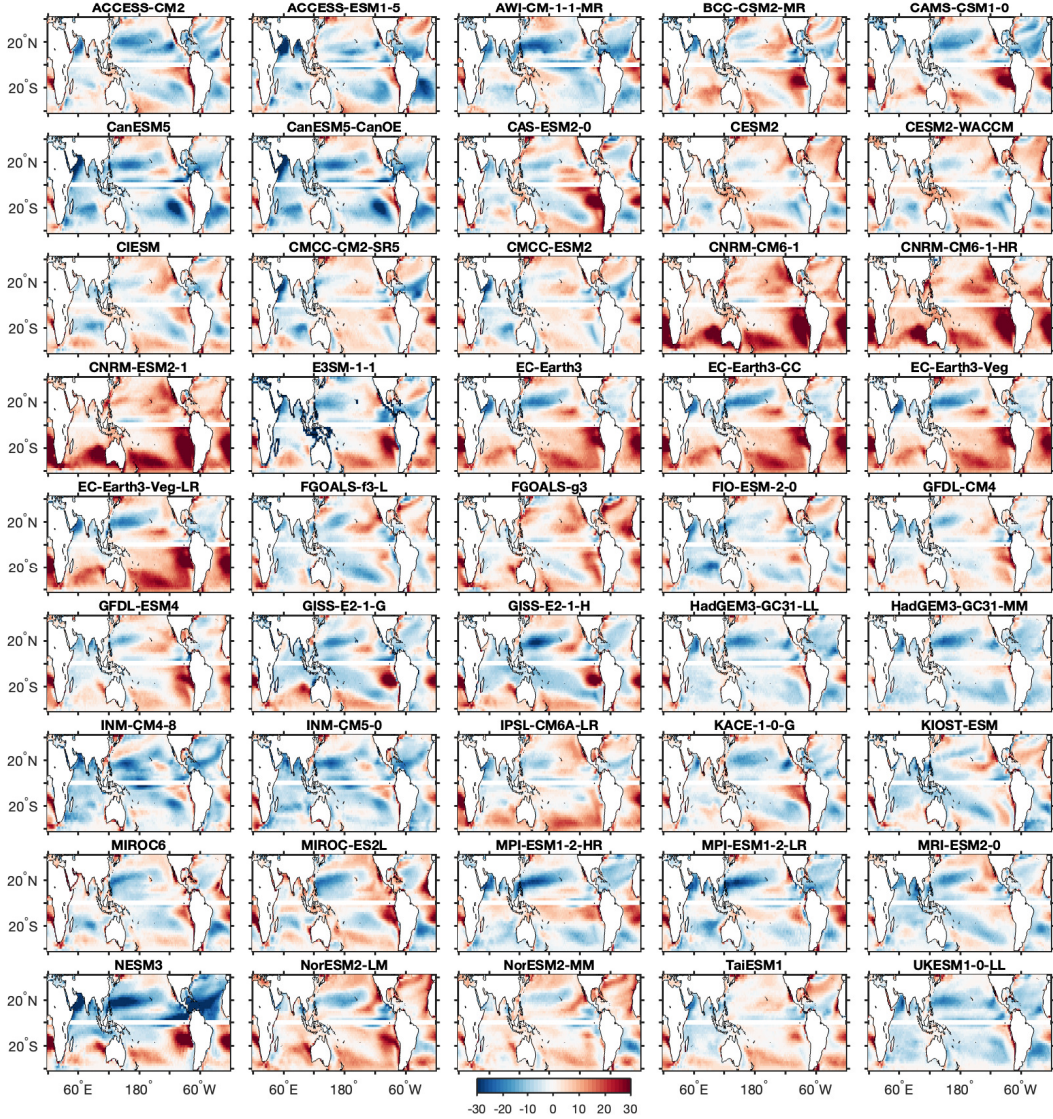 ACCESS-CM2 ACCESS-ESM1-5 AWI-CM-1-1-MR BCC-CSM2-MR CAMS-CSM1-0
20°N
20°S
CanESM5 CanESM5-CanOE CAS-ESM2-0 CESM2 CESM2-WACCM
20°N
20°S
CIESM CMCC-CM2-SR5 CMCC-ESM2 CNRM-CM6-1 CNRM-CM6-1-HR
20°N
20°S
CNRM-ESM2-1 E3SM-1-1 EC-Earth3 EC-Earth3-CC EC-Earth3-Veg
20°N
20°S
EC-Earth3-Veg-LR FGOALS-f3-L FGOALS-g3 FIO-ESM-2-0 GFDL-CM4
20°N
20°S
GFDL-ESM4 GISS-E2-1-G GISS-E2-1-H HadGEM3-GC31-LL HadGEM3-GC31-MM
20°N
20°S
INM-CM4-8 INM-CM5-0 IPSL-CM6A-LR KACE-1-0-G KIOST-ESM
20°N
20°S
MIROC6 MIROC-ES2L MPI-ESM1-2-HR MPI-ESM1-2-LR MRI-ESM2-0
20°N
20°S
NESM3 NorESM2-LM NorESM2-MM TaiESM1 UKESM1-0-LL
20°N
20°S
60°E 180° 60°W 60°E 180° 60°W 60°E 180° 60°W 60°E 180° 60°W
-30 -20 -10 0 10 20 30